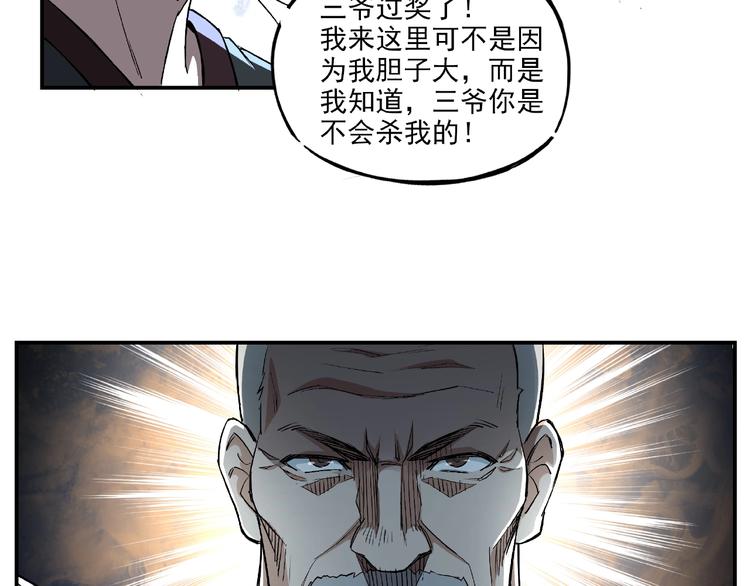 三爷过奖了！
我来这里可不是因
为我胆子大，而是
我知道，三爷你是
不会杀我的！